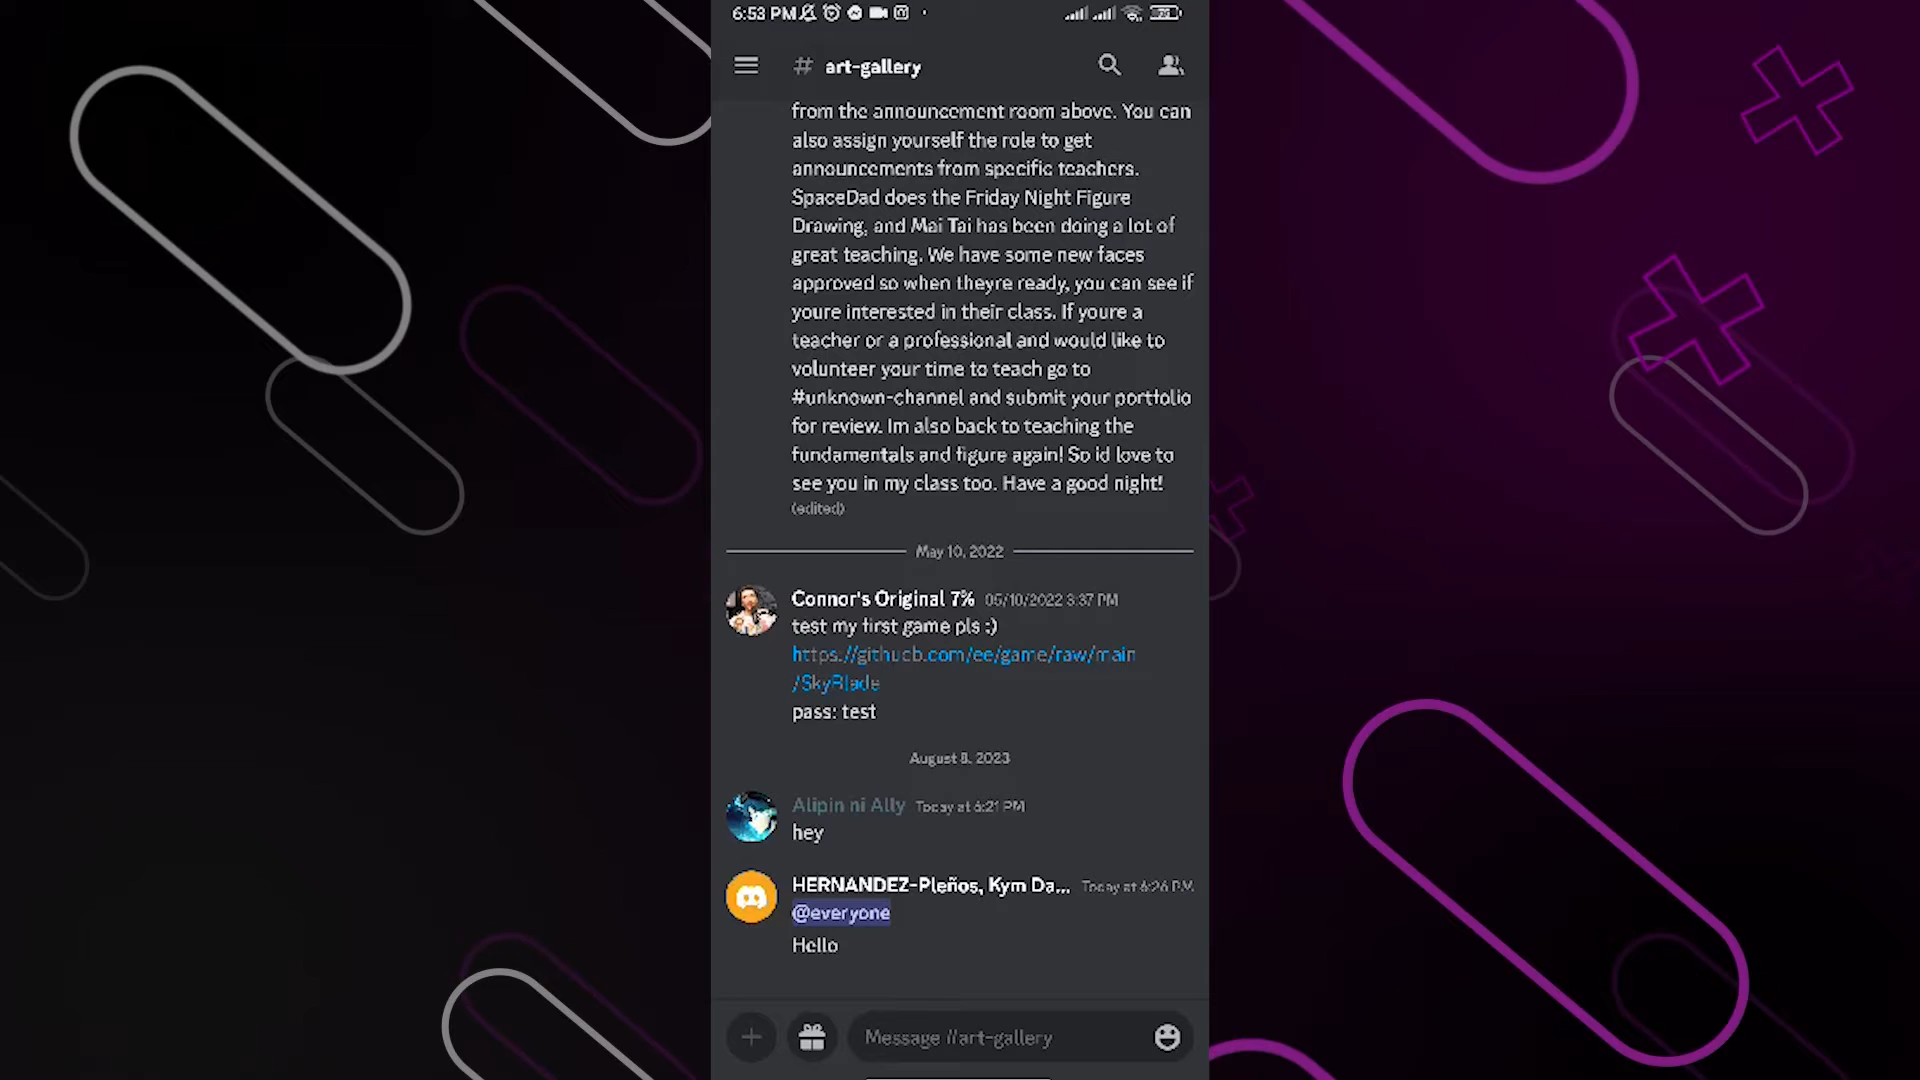 6:53 PM
# art-gallery
from the announcement room above. You can
also assign yourself the role to get
announcements from specific teachers.
SpaceDad does the Friday Night Figure
Drawing, and Mai Tai has been doing a lot of
great teaching. We have some new faces
approved so when theyre ready, you can see if
youre interested in their class. If youre a
teacher or a professional and would like to
volunteer your time to teach go to
#unknown-channel and submit your portfolio
for review. Im also back to teaching the
fundamentals and figure again! So id love to
see you in my class too. Have a good night!
(edited)
May 10, 2022
Connor's Original 7% 05/10/2022 3:37 PM
test my first game pls :)
https://githucb.com/ee/game/raw/main
/SkyBlade
pass: test
August 8, 2023
Alipin ni Ally Today at 6:21 PM
hey
HERNANDEZ-Pleños, Kym Da... Today at 6:26 PM
@everyone
Hello
Message #art-gallery